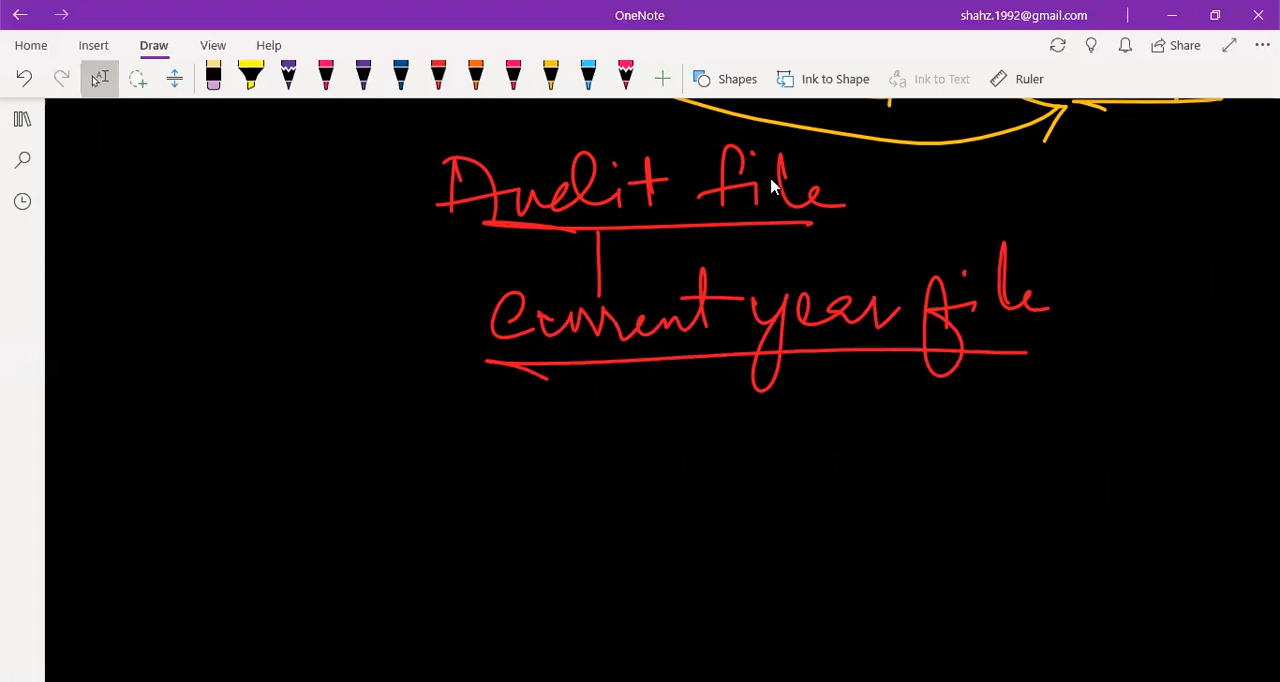 OneNote
shahz.1992@gmail.com
Home Insert Draw View Help
Share
Shapes Ink to Shape Ink to Text Ruler
Audit file
current year file